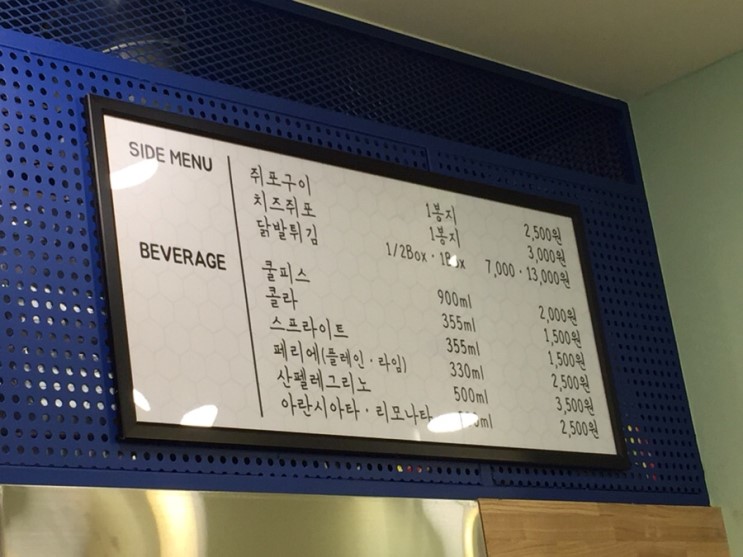 SIDE MENU
쥐포구이 1봉지 2,500원
치즈쥐포 1봉지 3,000원
닭발튀김 1/2Box · 1Box 7,000 · 13,000원
BEVERAGE
쿨피스 900ml 2,000원
콜라 355ml 1,500원
스프라이트 355ml 1,500원
페리에(플레인 · 라임) 330ml 2,500원
산펠레그리노 500ml 3,500원
아란시아타 · 리모나타 2,500원